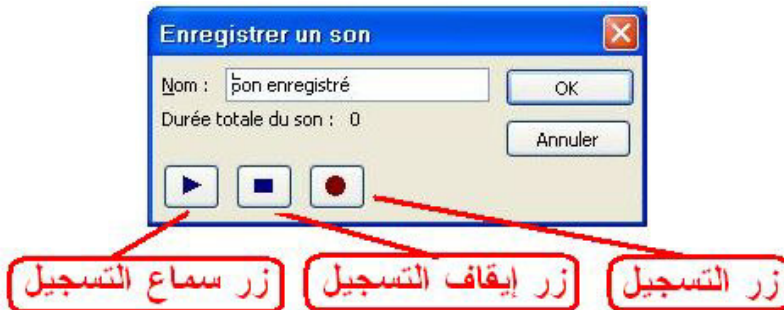 Enregistrer un son
Nom : Son enregistré
OK
Durée totale du son : 0
Annuler
زر التسجيل
زر إيقاف التسجيل
زر سماع التسجيل